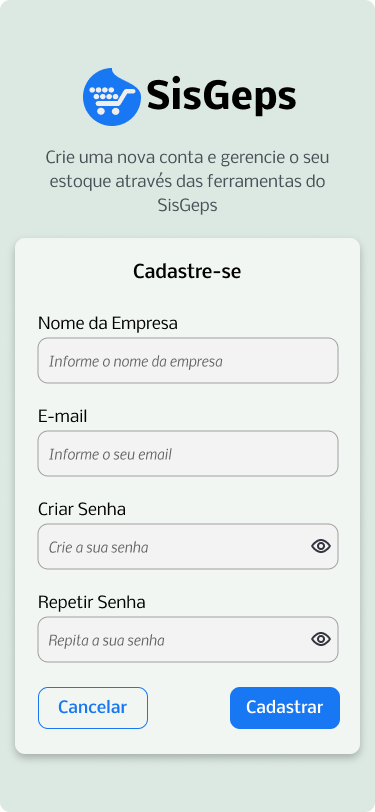 SisGeps
Crie uma nova conta e gerencie o seu
estoque através das ferramentas do
SisGeps
Cadastre-se
Nome da Empresa
Informe o nome da empresa
E-mail
Informe o seu email
Criar Senha
Crie a sua senha
Repetir Senha
Repita a sua senha
Cancelar
Cadastrar